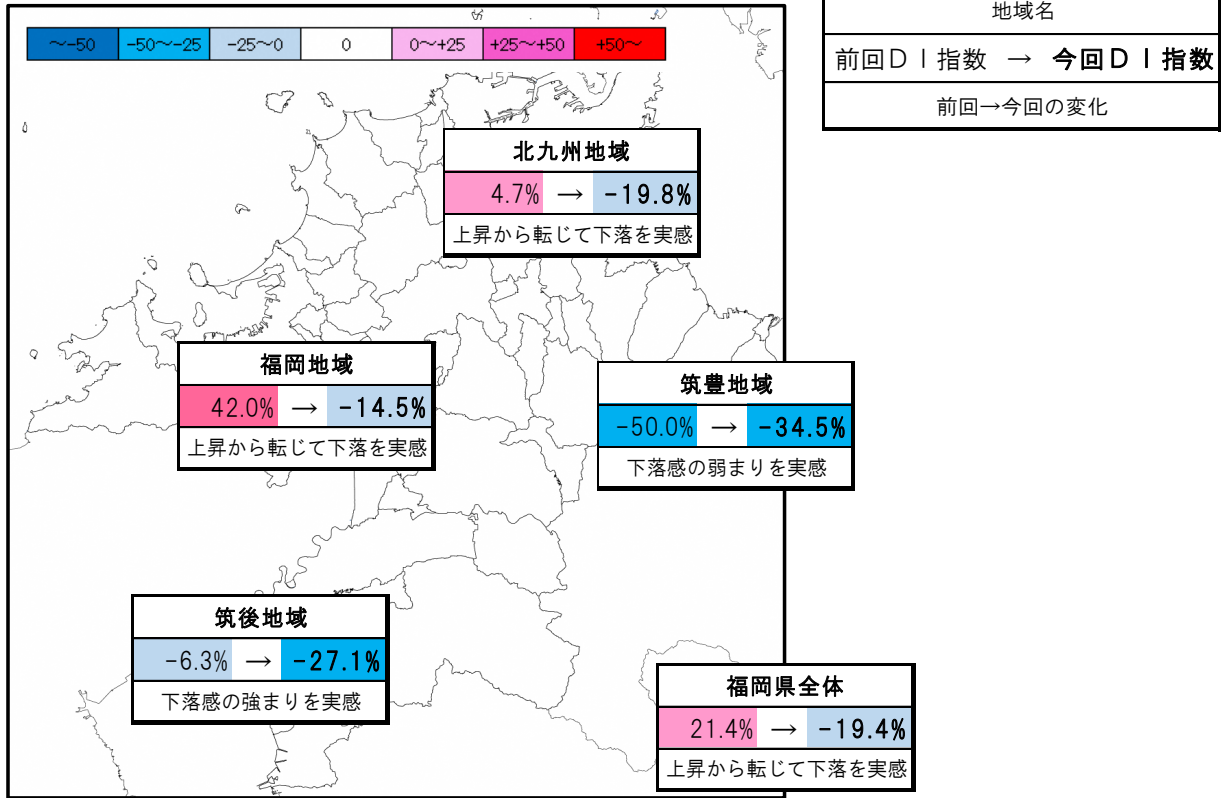 ～-50 -50～-25 -25～0 0 0～+25 +25～+50 +50～
地域名
前回ＤＩ指数 → 今回ＤＩ指数
前回→今回の変化
北九州地域
4.7% → -19.8%
上昇から転じて下落を実感
福岡地域
42.0% → -14.5%
上昇から転じて下落を実感
筑豊地域
-50.0% → -34.5%
下落感の弱まりを実感
筑後地域
-6.3% → -27.1%
下落感の強まりを実感
福岡県全体
21.4% → -19.4%
上昇から転じて下落を実感